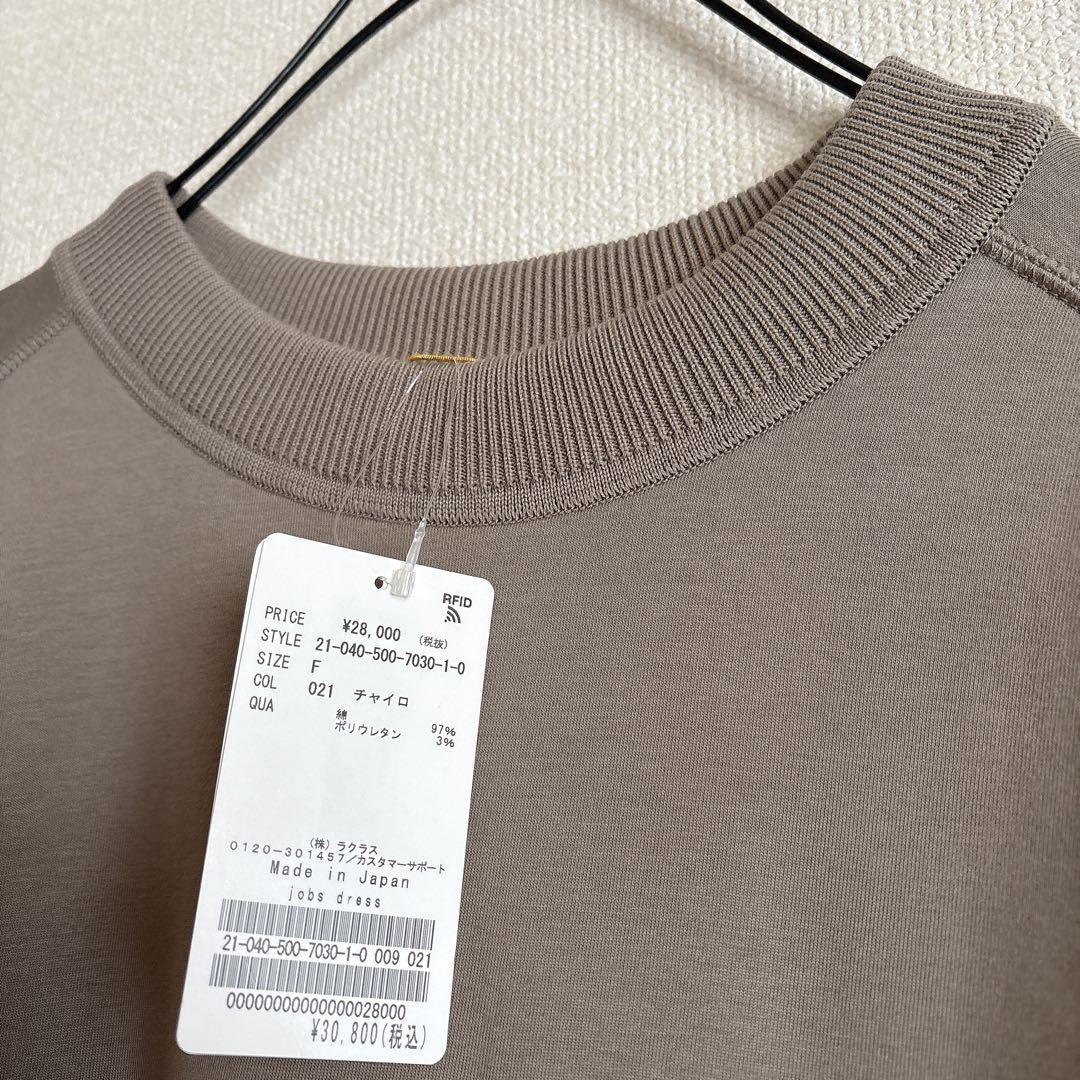 RFID
PRICE ¥28,000 (税抜)
STYLE 21-040-500-7030-1-0
SIZE F
COL 021 チャイロ
QUA
綿 97%
ポリウレタン 3%
(株) ラクラス
0120-301457/カスタマーサポート
Made in Japan
jobs dress
21-040-500-7030-1-0 009 021
00000000000000028000
¥30,800(税込)